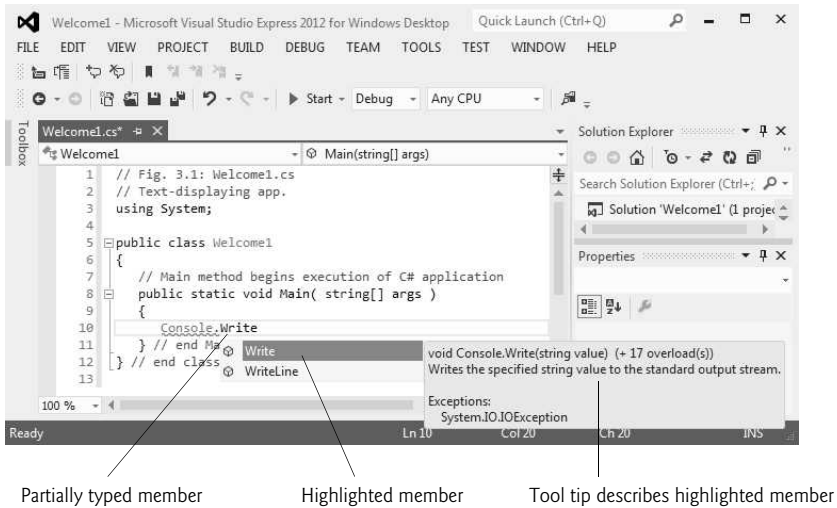 Welcome1 - Microsoft Visual Studio Express 2012 for Windows Desktop Quick Launch (Ctrl+Q)
FILE EDIT VIEW PROJECT BUILD DEBUG TEAM TOOLS TEST WINDOW HELP
Start Debug Any CPU
Toolbox
Welcome1.cs*
Solution Explorer
Welcome1 Main(string[] args)
Search Solution Explorer (Ctrl+;
Solution 'Welcome1' (1 projec
Properties
1 // Fig. 3.1: Welcome1.cs
2 // Text-displaying app.
3 using System;
4
5 public class Welcome1
6 {
7 // Main method begins execution of C# application
8 public static void Main( string[] args )
9 {
10 Console.Write
11 } // end Ma
12 } // end class
13
Write
WriteLine
void Console.Write(string value) (+ 17 overload(s))
Writes the specified string value to the standard output stream.
Exceptions:
System.IO.IOException
100 %
Ready Ln 10 Col 20 Ch 20 INS
Partially typed member Highlighted member Tool tip describes highlighted member